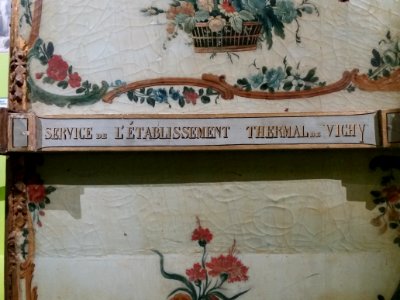 SERVICE DE L'ÉTABLISSEMENT THERMAL DE VICHY